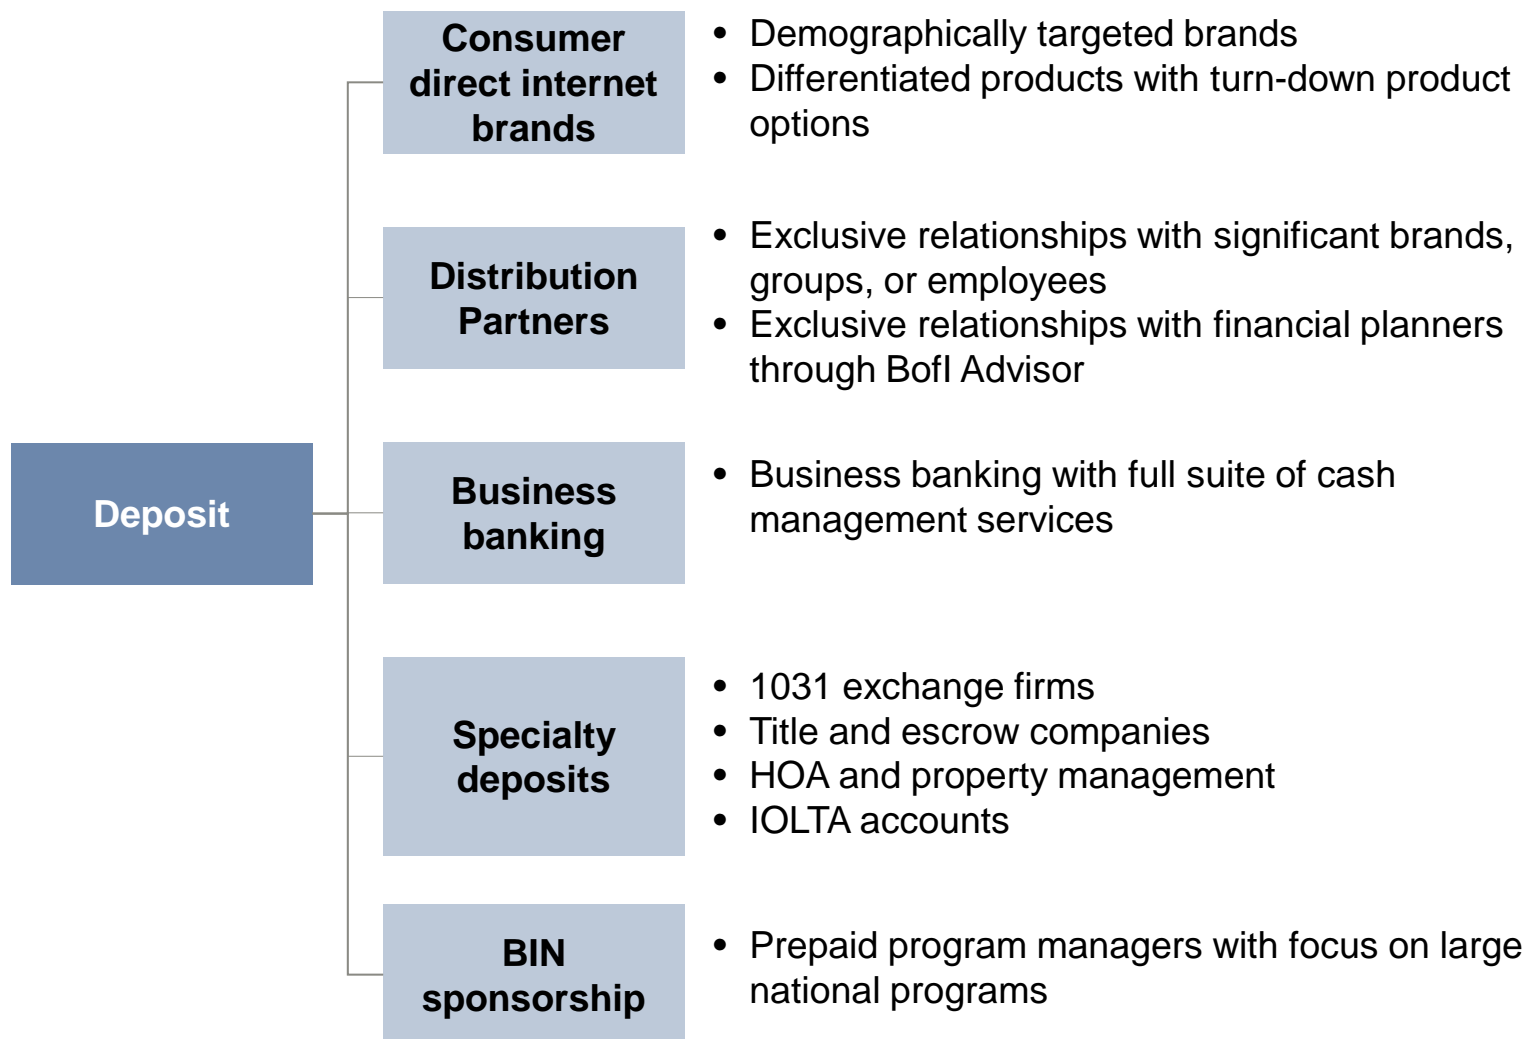 Consumer
direct internet
brands
• Demographically targeted brands
• Differentiated products with turn-down product
options
Distribution
Partners
• Exclusive relationships with significant brands,
groups, or employees
• Exclusive relationships with financial planners
through BofI Advisor
Deposit
Business
banking
• Business banking with full suite of cash
management services
Specialty
deposits
• 1031 exchange firms
• Title and escrow companies
• HOA and property management
• IOLTA accounts
BIN
sponsorship
• Prepaid program managers with focus on large
national programs